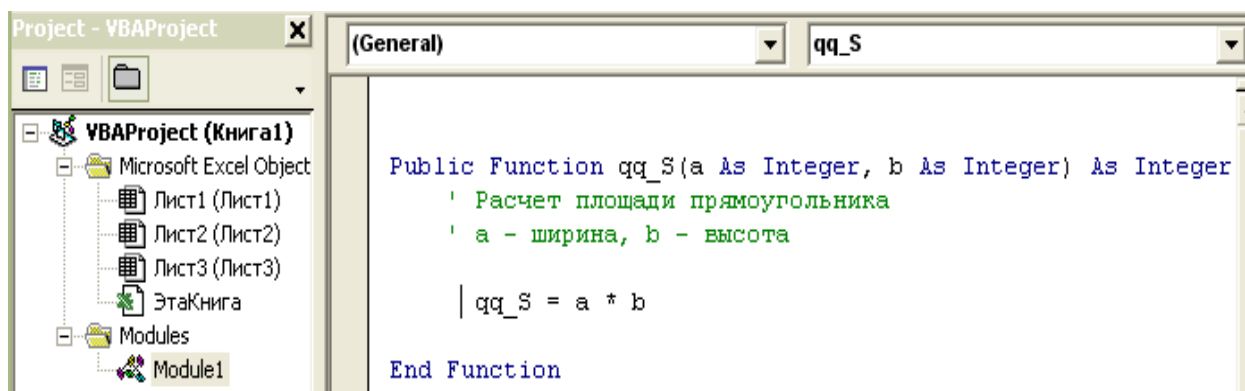 Project - VBAProject
(General)
qq_S
VBAProject (Книга1)
Microsoft Excel Object
Лист1 (Лист1)
Лист2 (Лист2)
Лист3 (Лист3)
ЭтаКнига
Modules
Module1
Public Function qq_S(a As Integer, b As Integer) As Integer
' Расчет площади прямоугольника
' a - ширина, b - высота
qq_S = a * b
End Function